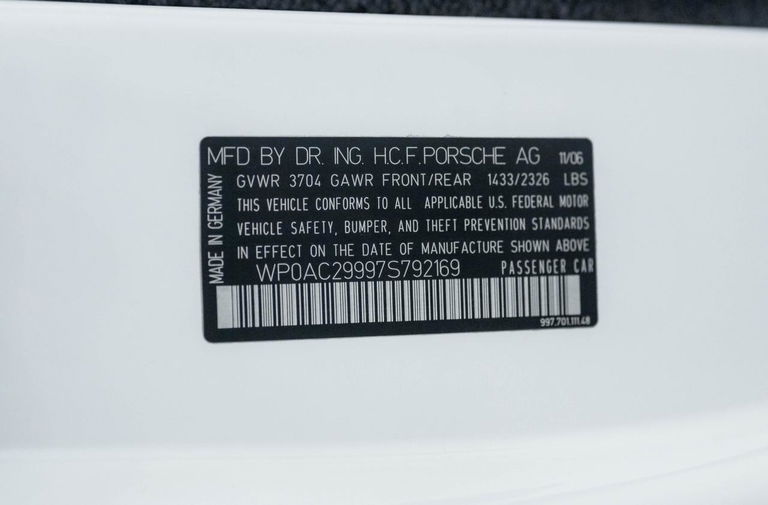 MFD BY DR. ING. H.C.F.PORSCHE AG 11/06
GVWR 3704 GAWR FRONT/REAR 1433/2326 LBS
THIS VEHICLE CONFORMS TO ALL APPLICABLE U.S. FEDERAL MOTOR
VEHICLE SAFETY, BUMPER, AND THEFT PREVENTION STANDARDS
IN EFFECT ON THE DATE OF MANUFACTURE SHOWN ABOVE
WP0AC29997S792169 PASSENGER CAR
997.701.111.48
MADE IN GERMANY